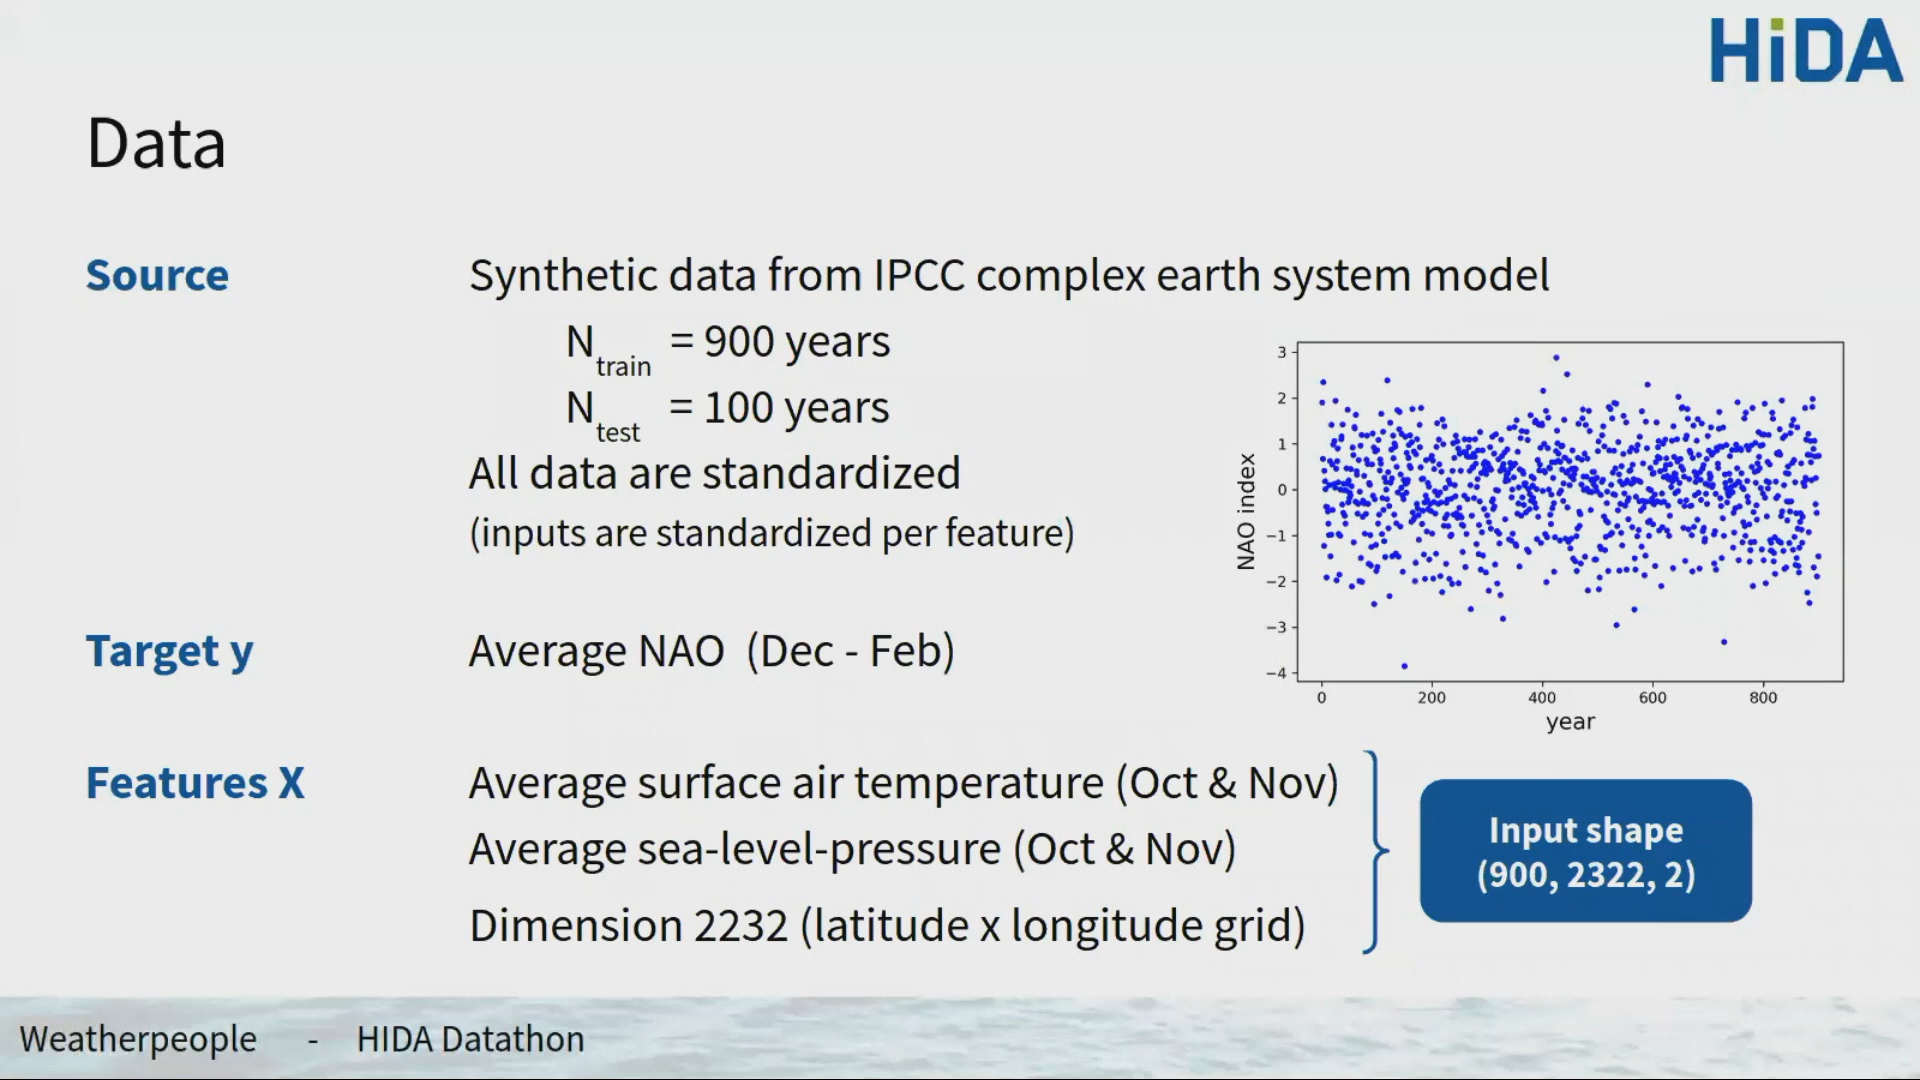 HiDA
Data
Source
Synthetic data from IPCC complex earth system model
Ntrain = 900 years
Ntest = 100 years
All data are standardized
(inputs are standardized per feature)
3
2
1
0
−1
−2
−3
−4
NAO index
0 200 400 600 800
year
Target y
Average NAO (Dec - Feb)
Features X
Average surface air temperature (Oct & Nov)
Average sea-level-pressure (Oct & Nov)
Dimension 2232 (latitude x longitude grid)
Input shape
(900, 2322, 2)
Weatherpeople - HIDA Datathon